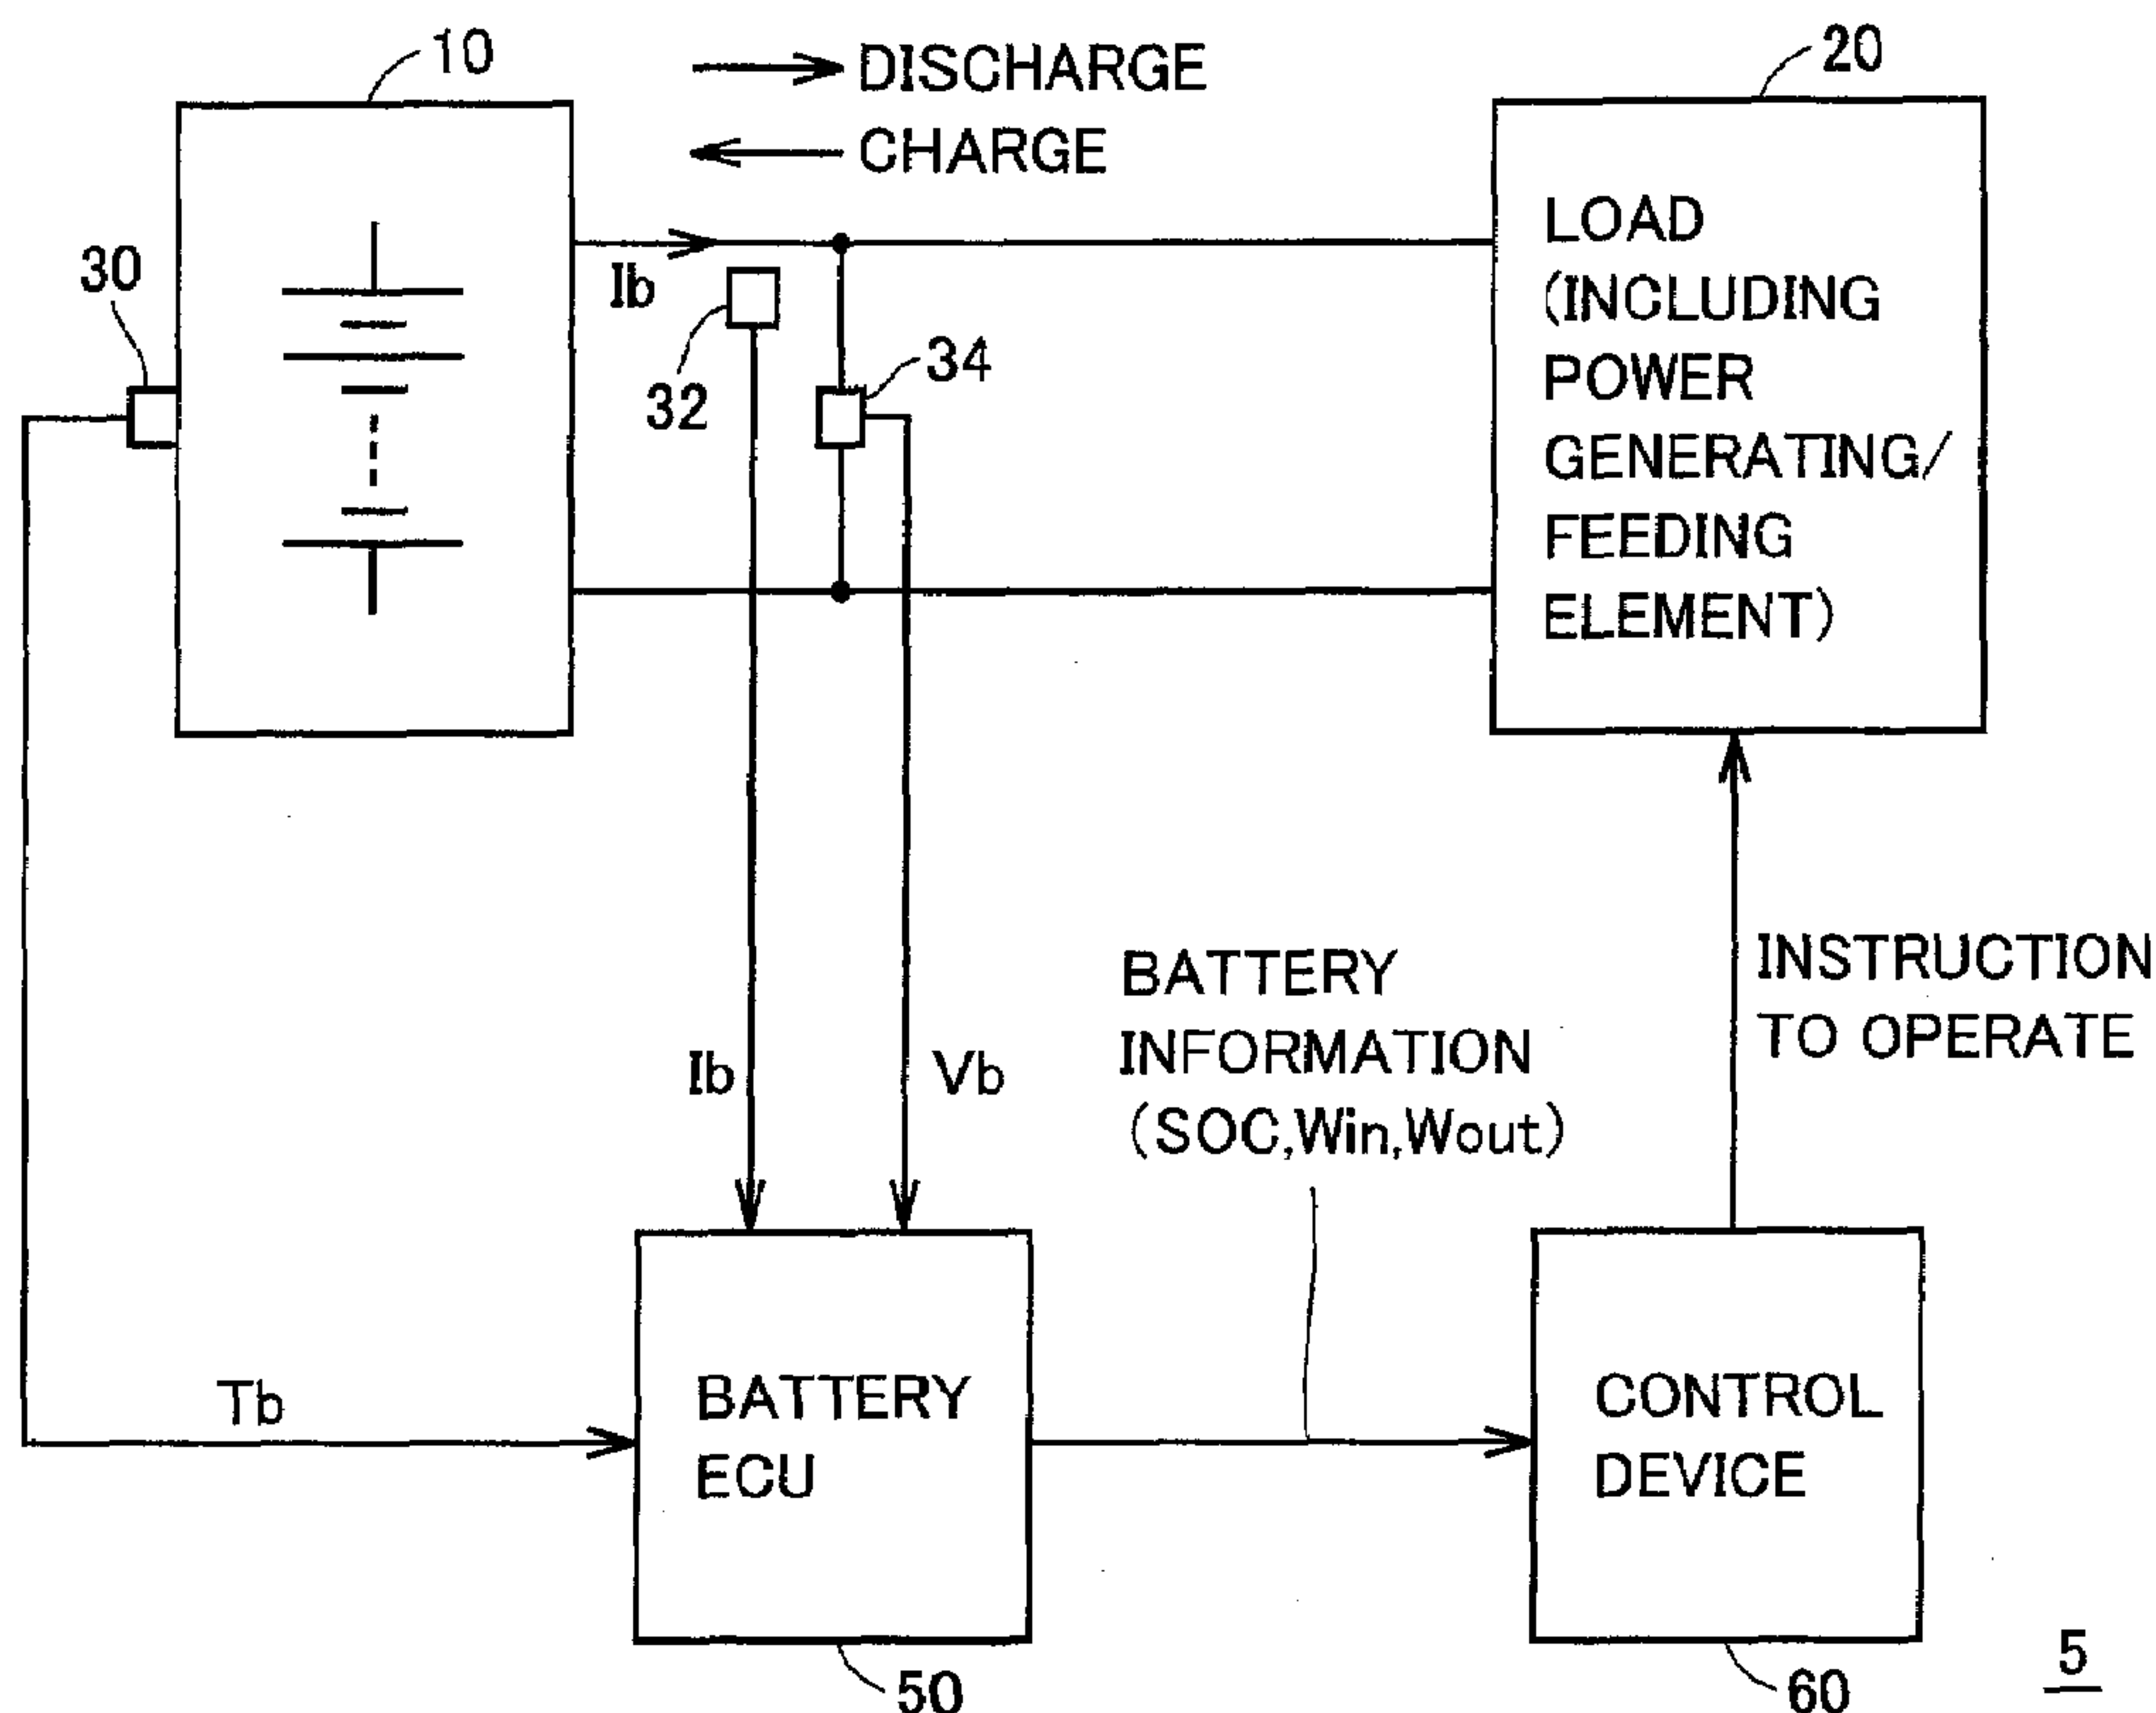 10
DISCHARGE
CHARGE
20
30
Ib
32
34
LOAD
(INCLUDING
POWER
GENERATING/
FEEDING
ELEMENT)
Ib
Vb
BATTERY
INFORMATION
(SOC,Win,Wout)
INSTRUCTION
TO OPERATE
Tb
BATTERY
ECU
CONTROL
DEVICE
50
60
5